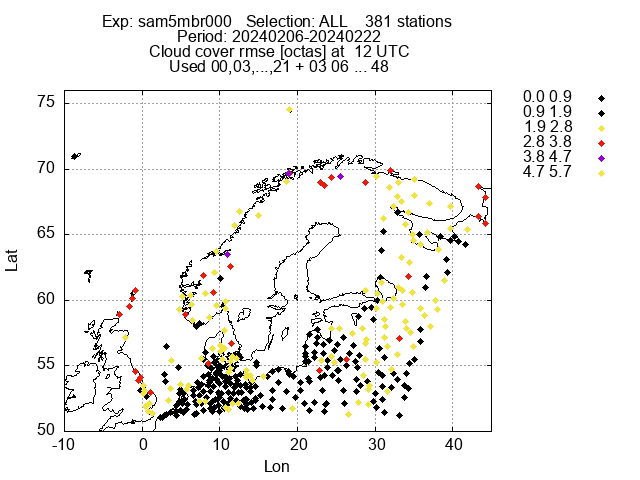 Exp: sam5mbr000   Selection: ALL    381 stations
Period: 20240206-20240222
Cloud cover rmse [octas] at  12 UTC
Used 00,03,...,21 + 03 06 ... 48
0.0 0.9
0.9 1.9
1.9 2.8
2.8 3.8
3.8 4.7
4.7 5.7
75
70
65
60
55
50
Lat
-10 0 10 20 30 40
Lon